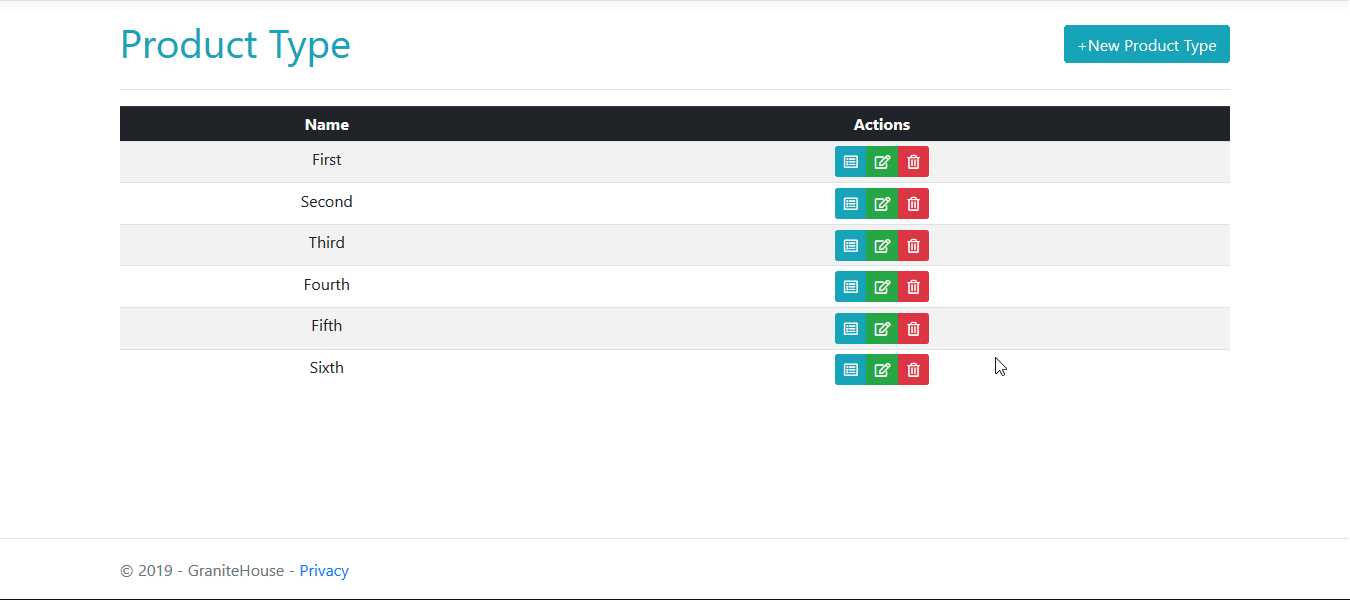 Product Type
+New Product Type
Name Actions
First
Second
Third
Fourth
Fifth
Sixth
© 2019 - GraniteHouse - Privacy